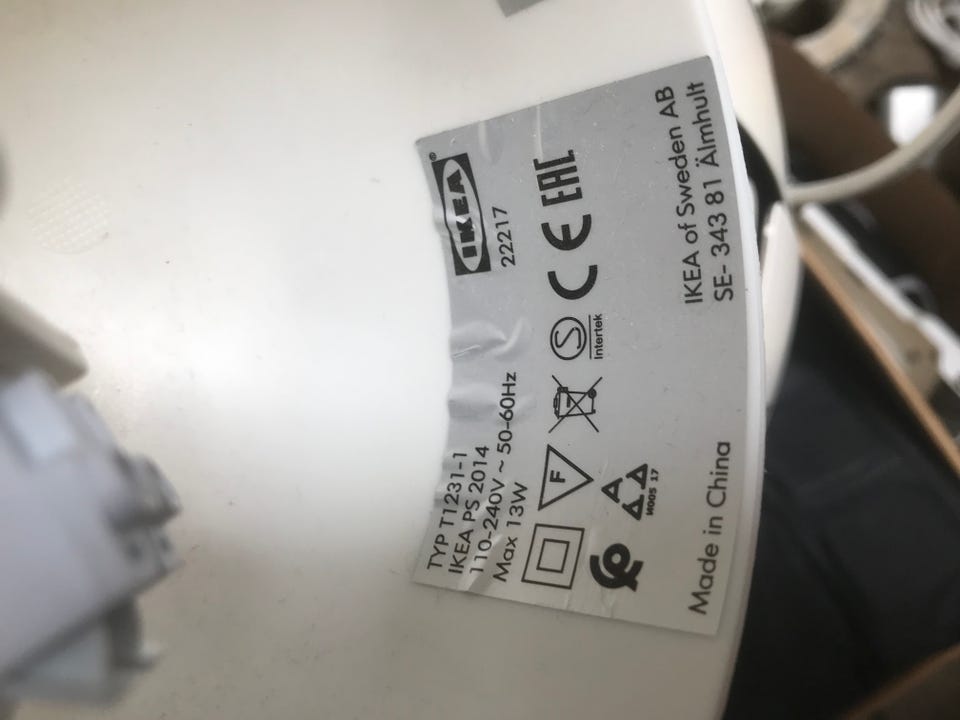 TYP T1231-1
IKEA PS 2014
110-240V ~ 50-60Hz
Max 13W
IKEA®
22217
F
intertek
CE EAC
И005 17
Made in China
IKEA of Sweden AB
SE- 343 81 Älmhult